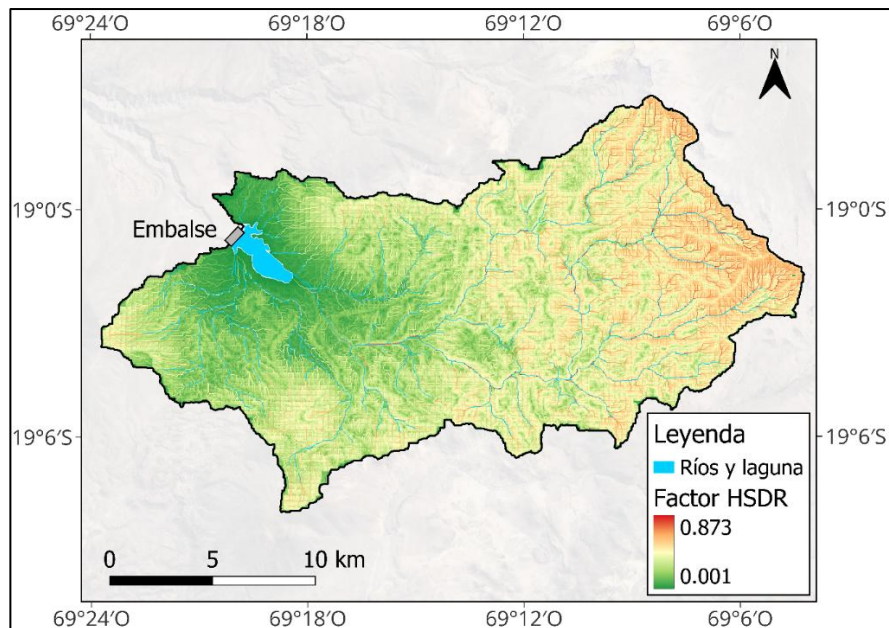 69°24′O 69°18′O 69°12′O 69°6′O
N
19°0′S 19°0′S
Embalse
19°6′S 19°6′S
Leyenda
Ríos y laguna
Factor HSDR
0.873
0.001
0 5 10 km
69°24′O 69°18′O 69°12′O 69°6′O